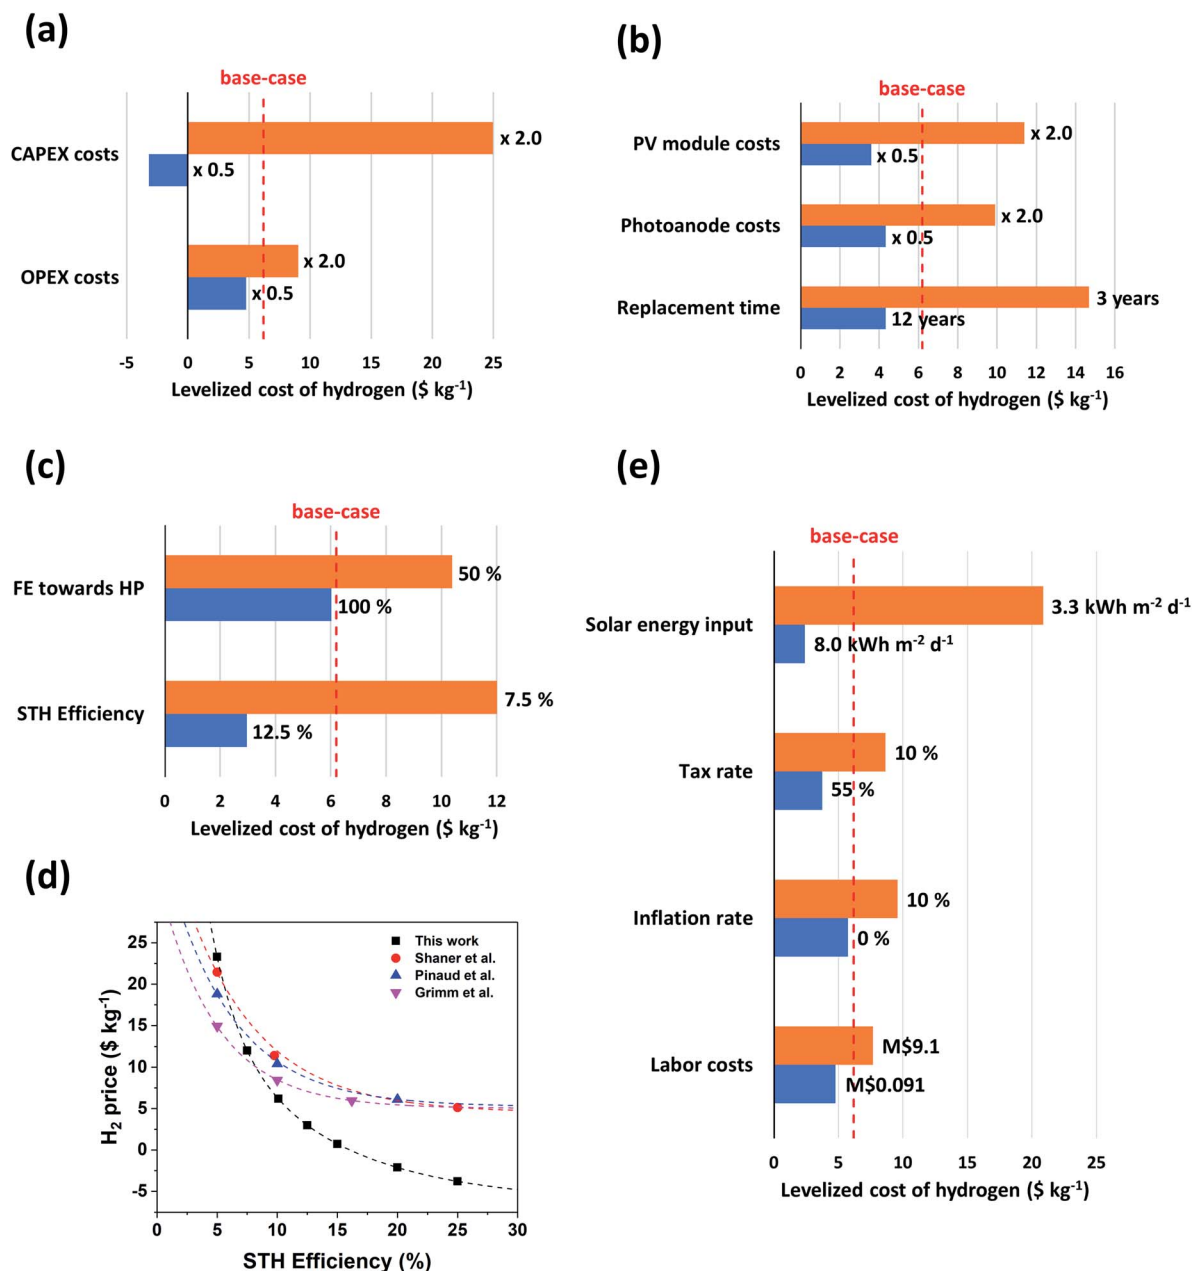 (a)
base-case
CAPEX costs
x 2.0
x 0.5
OPEX costs
x 2.0
x 0.5
-5 0 5 10 15 20 25
Levelized cost of hydrogen ($ kg⁻¹)
(b)
base-case
PV module costs
x 2.0
x 0.5
Photoanode costs
x 2.0
x 0.5
Replacement time
3 years
12 years
0 2 4 6 8 10 12 14 16
Levelized cost of hydrogen ($ kg⁻¹)
(c)
base-case
FE towards HP
50 %
100 %
STH Efficiency
7.5 %
12.5 %
0 2 4 6 8 10 12
Levelized cost of hydrogen ($ kg⁻¹)
(d)
This work
Shaner et al.
Pinaud et al.
Grimm et al.
H₂ price ($ kg⁻¹)
25
20
15
10
5
0
-5
0 5 10 15 20 25 30
STH Efficiency (%)
(e)
base-case
Solar energy input
3.3 kWh m⁻² d⁻¹
8.0 kWh m⁻² d⁻¹
Tax rate
10 %
55 %
Inflation rate
10 %
0 %
Labor costs
M$9.1
M$0.091
0 5 10 15 20 25
Levelized cost of hydrogen ($ kg⁻¹)